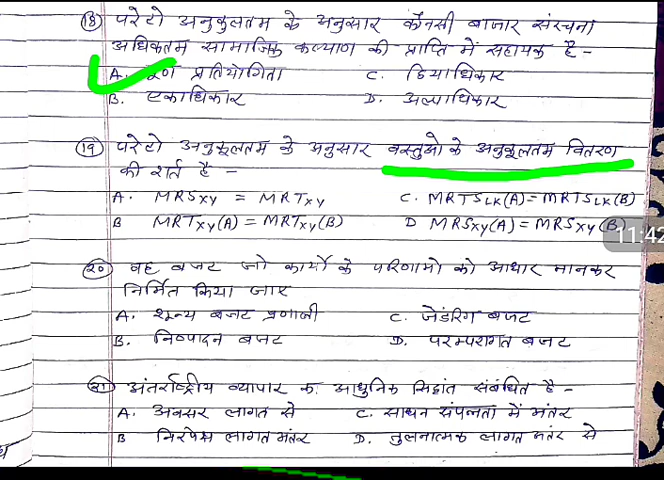 (18) परेटो अनुकुलतम के अनुसार कौनसी बाजार संरचना
अधिकतम सामाजिक कल्याण की प्राप्ति में सहायक है -
A. पूर्ण प्रतियोगिता C. द्वियाधिकार
B. एकाधिकार D. अल्पाधिकार
(19) परेटो अनुकूलतम के अनुसार वस्तुओ के अनुकूलतम वितरण
की शर्त है -
A. MRSxy = MRTxy C. MRTSLK(A)= MRTSLK(B)
B MRTxy(A) = MRTxy(B) D MRSxy(A) = MRSxy(B)
11:42
(20) वह बजट जो कार्यो के परिणामो को आधार मानकर
निर्मित किया जाए
A. शून्य बजट प्रणाली C. जेंडरिंग बजट
B. निष्पादन बजट D. परम्परागत बजट
(21) अंतर्राष्ट्रीय व्यापार क आधुनिक सिद्धांत संबंधित है -
A. अवसर लागत से C. साधन संपन्नता में अंतर
B निरपेक्ष लागत अंतर D. तुलनात्मक लागत अंतर से